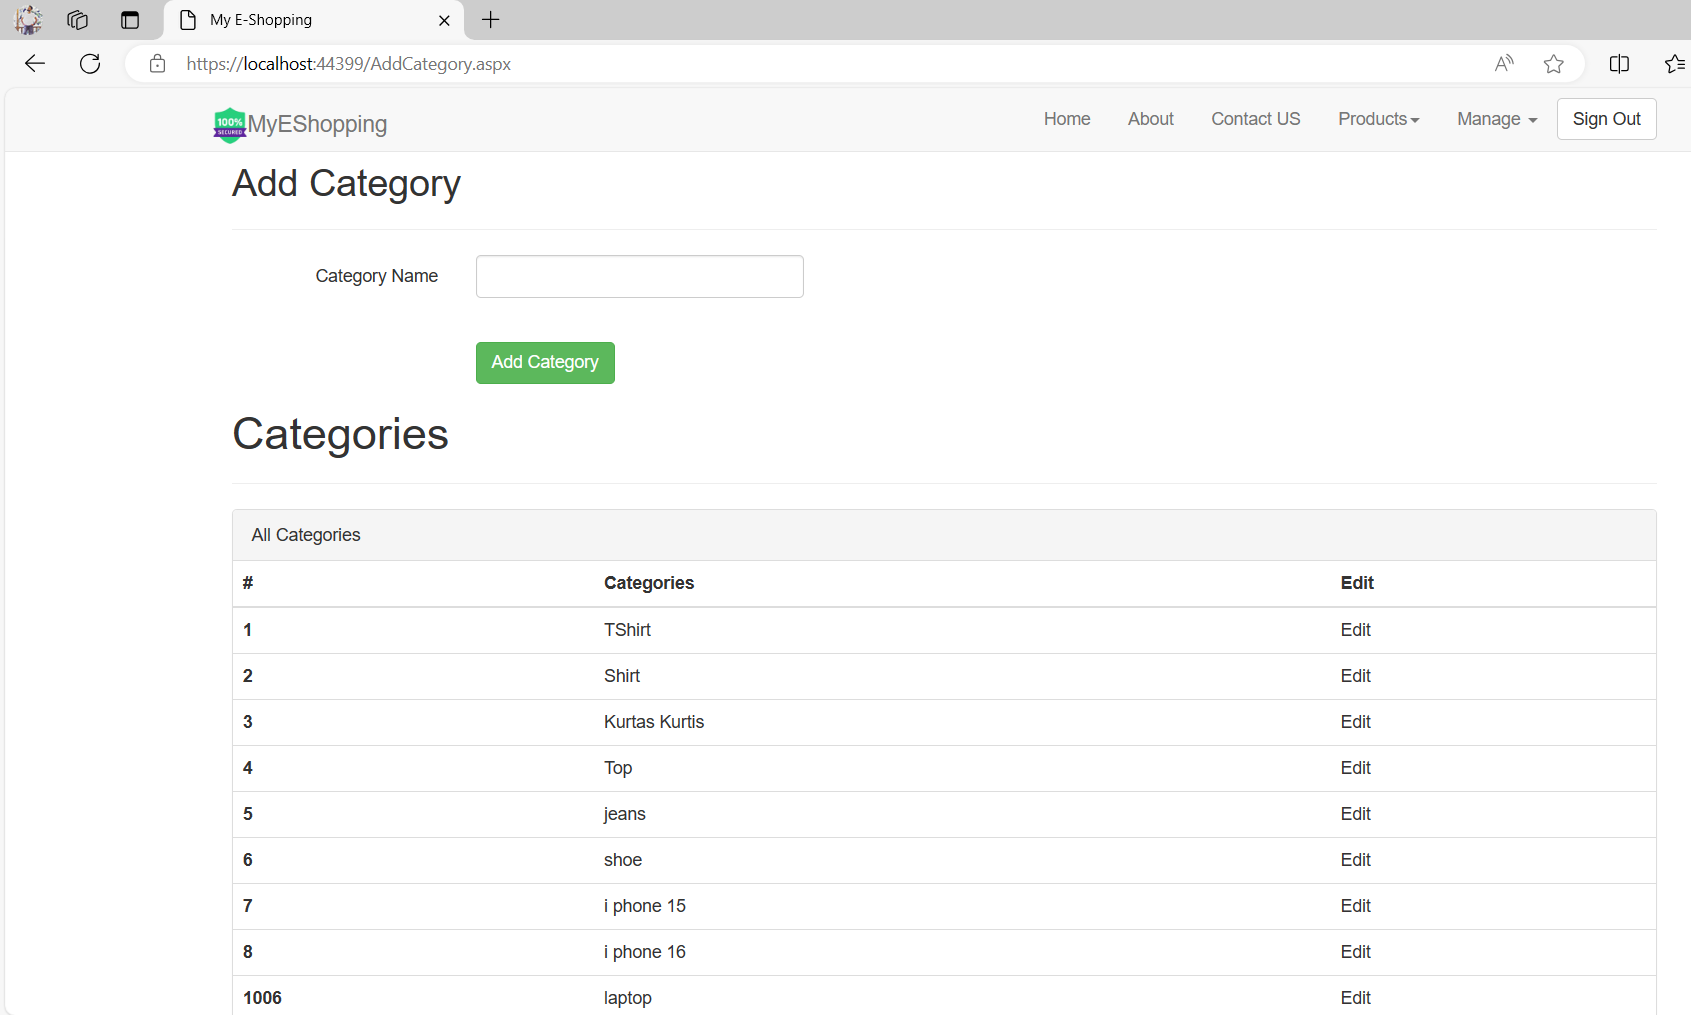 My E-Shopping
https://localhost:44399/AddCategory.aspx
100% SECURED MyEShopping Home About Contact US Products Manage Sign Out
Add Category
Category Name
Add Category
Categories
All Categories
# Categories Edit
1 TShirt Edit
2 Shirt Edit
3 Kurtas Kurtis Edit
4 Top Edit
5 jeans Edit
6 shoe Edit
7 i phone 15 Edit
8 i phone 16 Edit
1006 laptop Edit